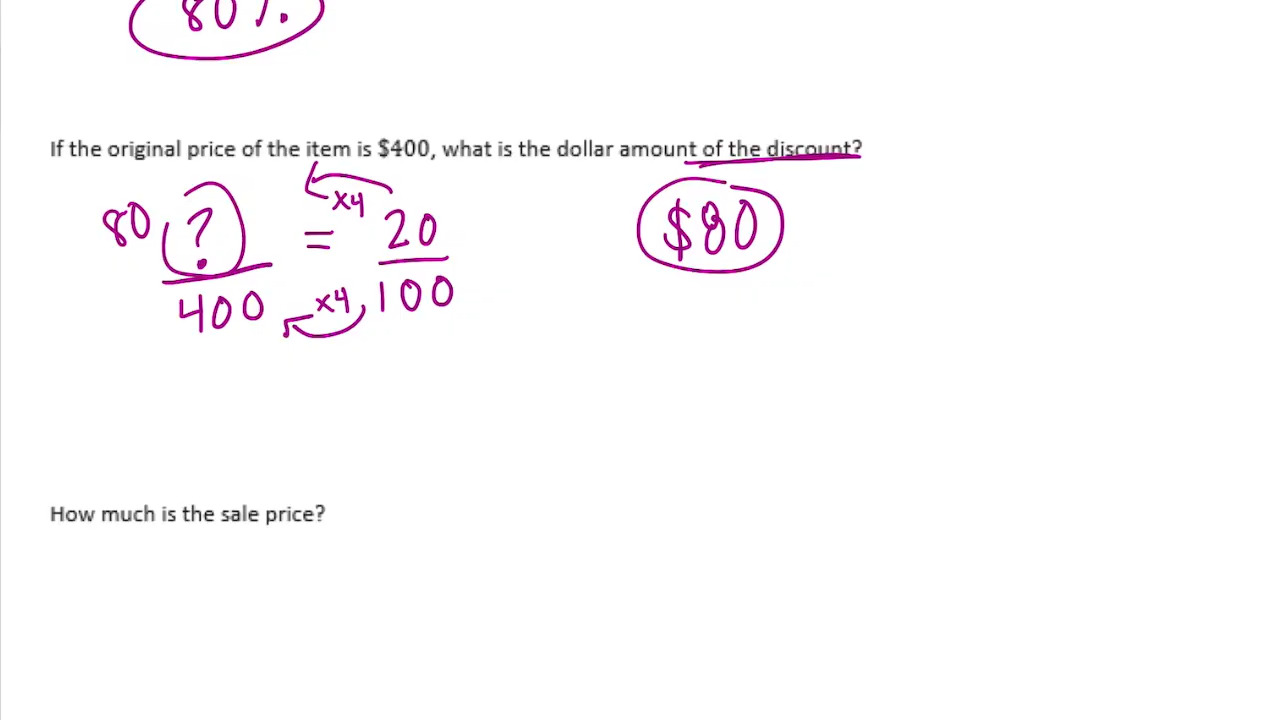 80%.
If the original price of the item is $400, what is the dollar amount of the discount?
x4
80 ? = 20 $80
400 x4 100
How much is the sale price?